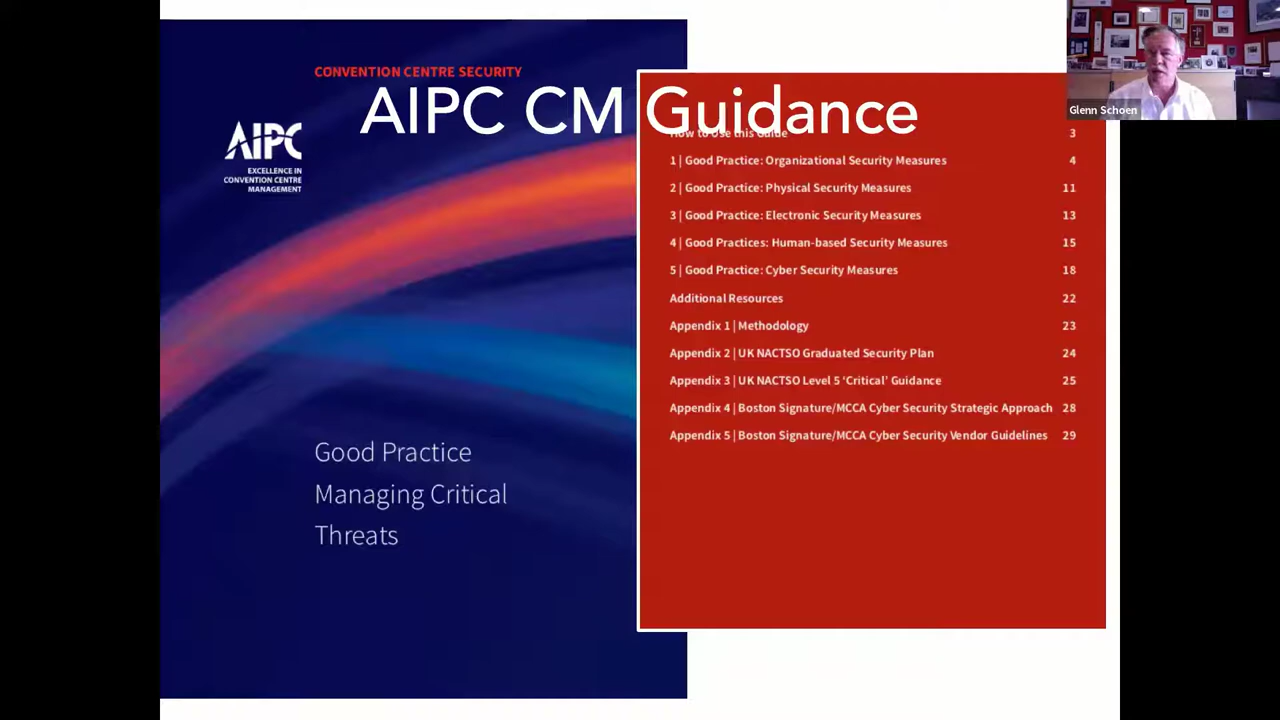 CONVENTION CENTRE SECURITY
AIPC CM Guidance
AIPC
EXCELLENCE IN
CONVENTION CENTRE
MANAGEMENT
Good Practice
Managing Critical
Threats
How to Use this Guide 3
1 | Good Practice: Organizational Security Measures 4
2 | Good Practice: Physical Security Measures 11
3 | Good Practice: Electronic Security Measures 13
4 | Good Practices: Human-based Security Measures 15
5 | Good Practice: Cyber Security Measures 18
Additional Resources 22
Appendix 1 | Methodology 23
Appendix 2 | UK NACTSO Graduated Security Plan 24
Appendix 3 | UK NACTSO Level 5 ‘Critical’ Guidance 25
Appendix 4 | Boston Signature/MCCA Cyber Security Strategic Approach 28
Appendix 5 | Boston Signature/MCCA Cyber Security Vendor Guidelines 29
Glenn Schoen